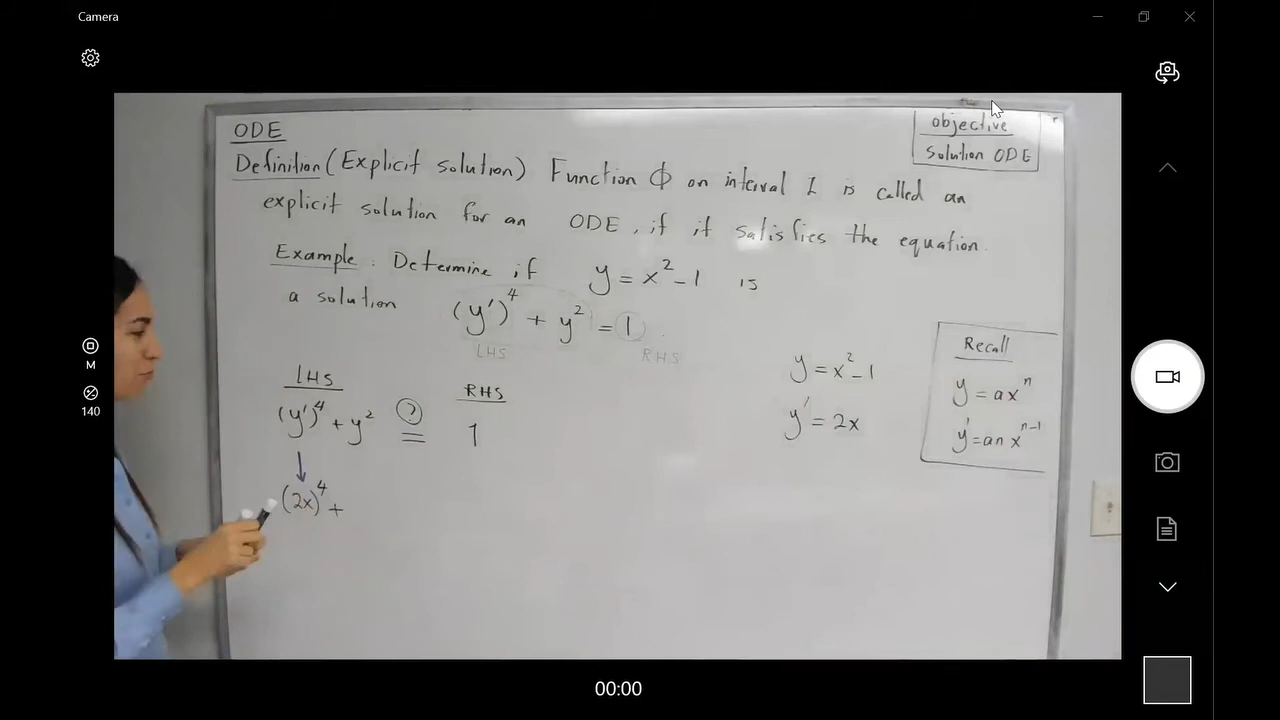 Camera
ODE
Objective
Solution ODE
Definition (Explicit solution) Function Φ on interval I is called an
explicit solution for an ODE, if it satisfies the equation.
Example: Determine if y = x² - 1 is
a solution (y')⁴ + y² = 1
LHS RHS
LHS RHS
(y')⁴ + y² ? = 1
(2x)⁴ +
y = x² - 1
y' = 2x
Recall
y = axⁿ
y' = anxⁿ⁻¹
M
140
00:00